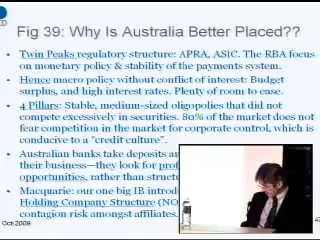 Fig 39: Why Is Australia Better Placed??
• Twin Peaks regulatory structure: APRA, ASIC. The RBA focus
on monetary policy & stability of the payments system.
• Hence macro policy without conflict of interest: Budget
surplus, and high interest rates. Plenty of room to ease.
• 4 Pillars: Stable, medium-sized oligopolies that did not
compete excessively in securities. 80% of the market does not
fear competition in the market for corporate control, which is
conducive to a "credit culture".
• Australian banks take deposits an
their business—they look for
opportunities, rather than structu
• Macquarie: our one big IB introdu
Holding Company Structure (NO
contagion risk amongst affiliates.
Oct 2008